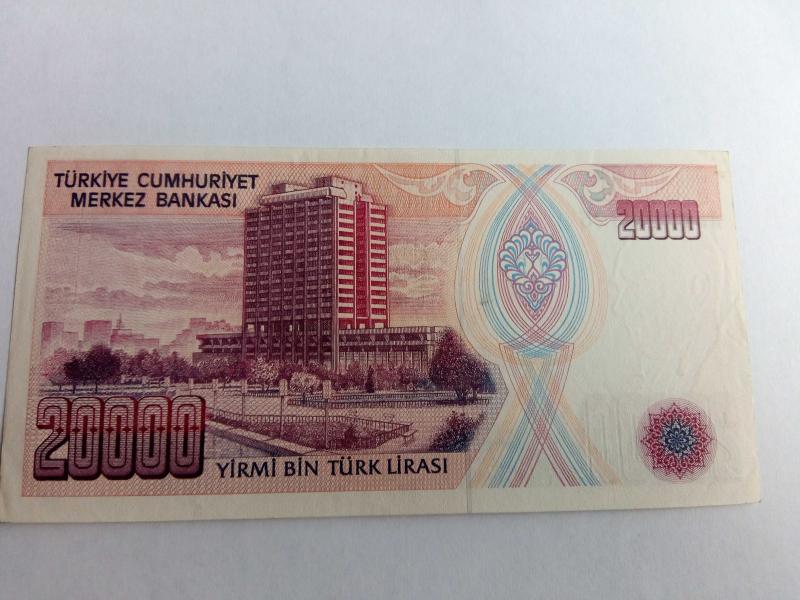 TÜRKİYE CUMHURİYET
MERKEZ BANKASI
20000
20000
YİRMİ BİN TÜRK LİRASI